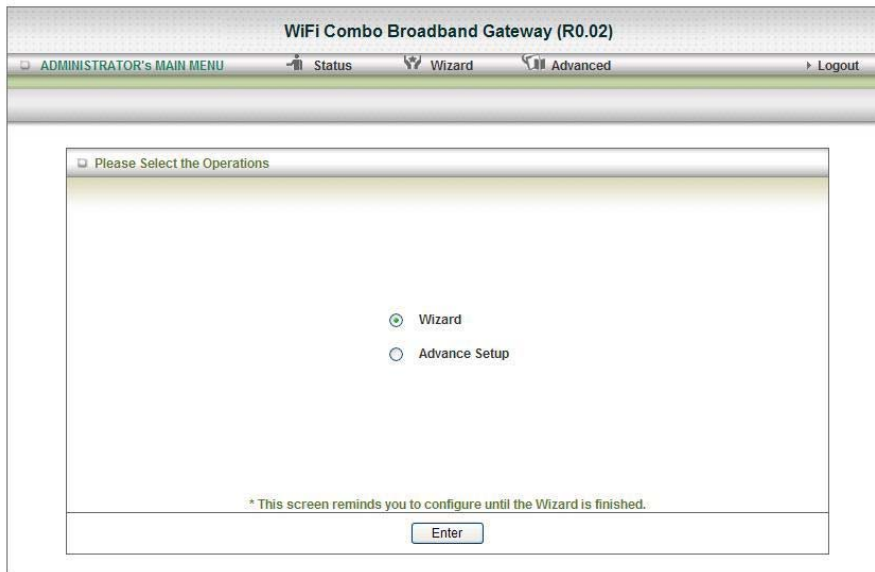 WiFi Combo Broadband Gateway (R0.02)
ADMINISTRATOR's MAIN MENU Status Wizard Advanced Logout
Please Select the Operations
Wizard
Advance Setup
* This screen reminds you to configure until the Wizard is finished.
Enter